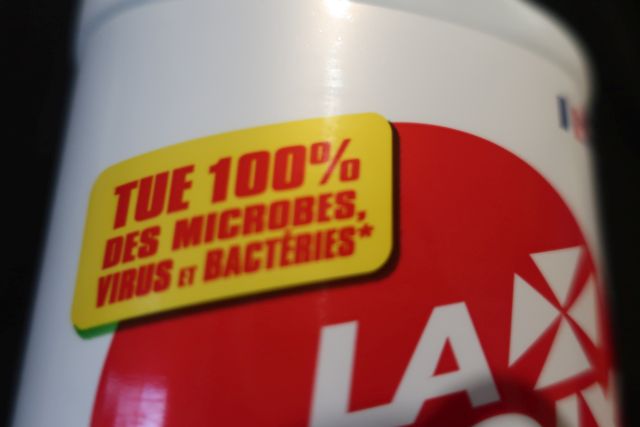 TUE 100%
DES MICROBES,
VIRUS ET BACTÉRIES*
LA